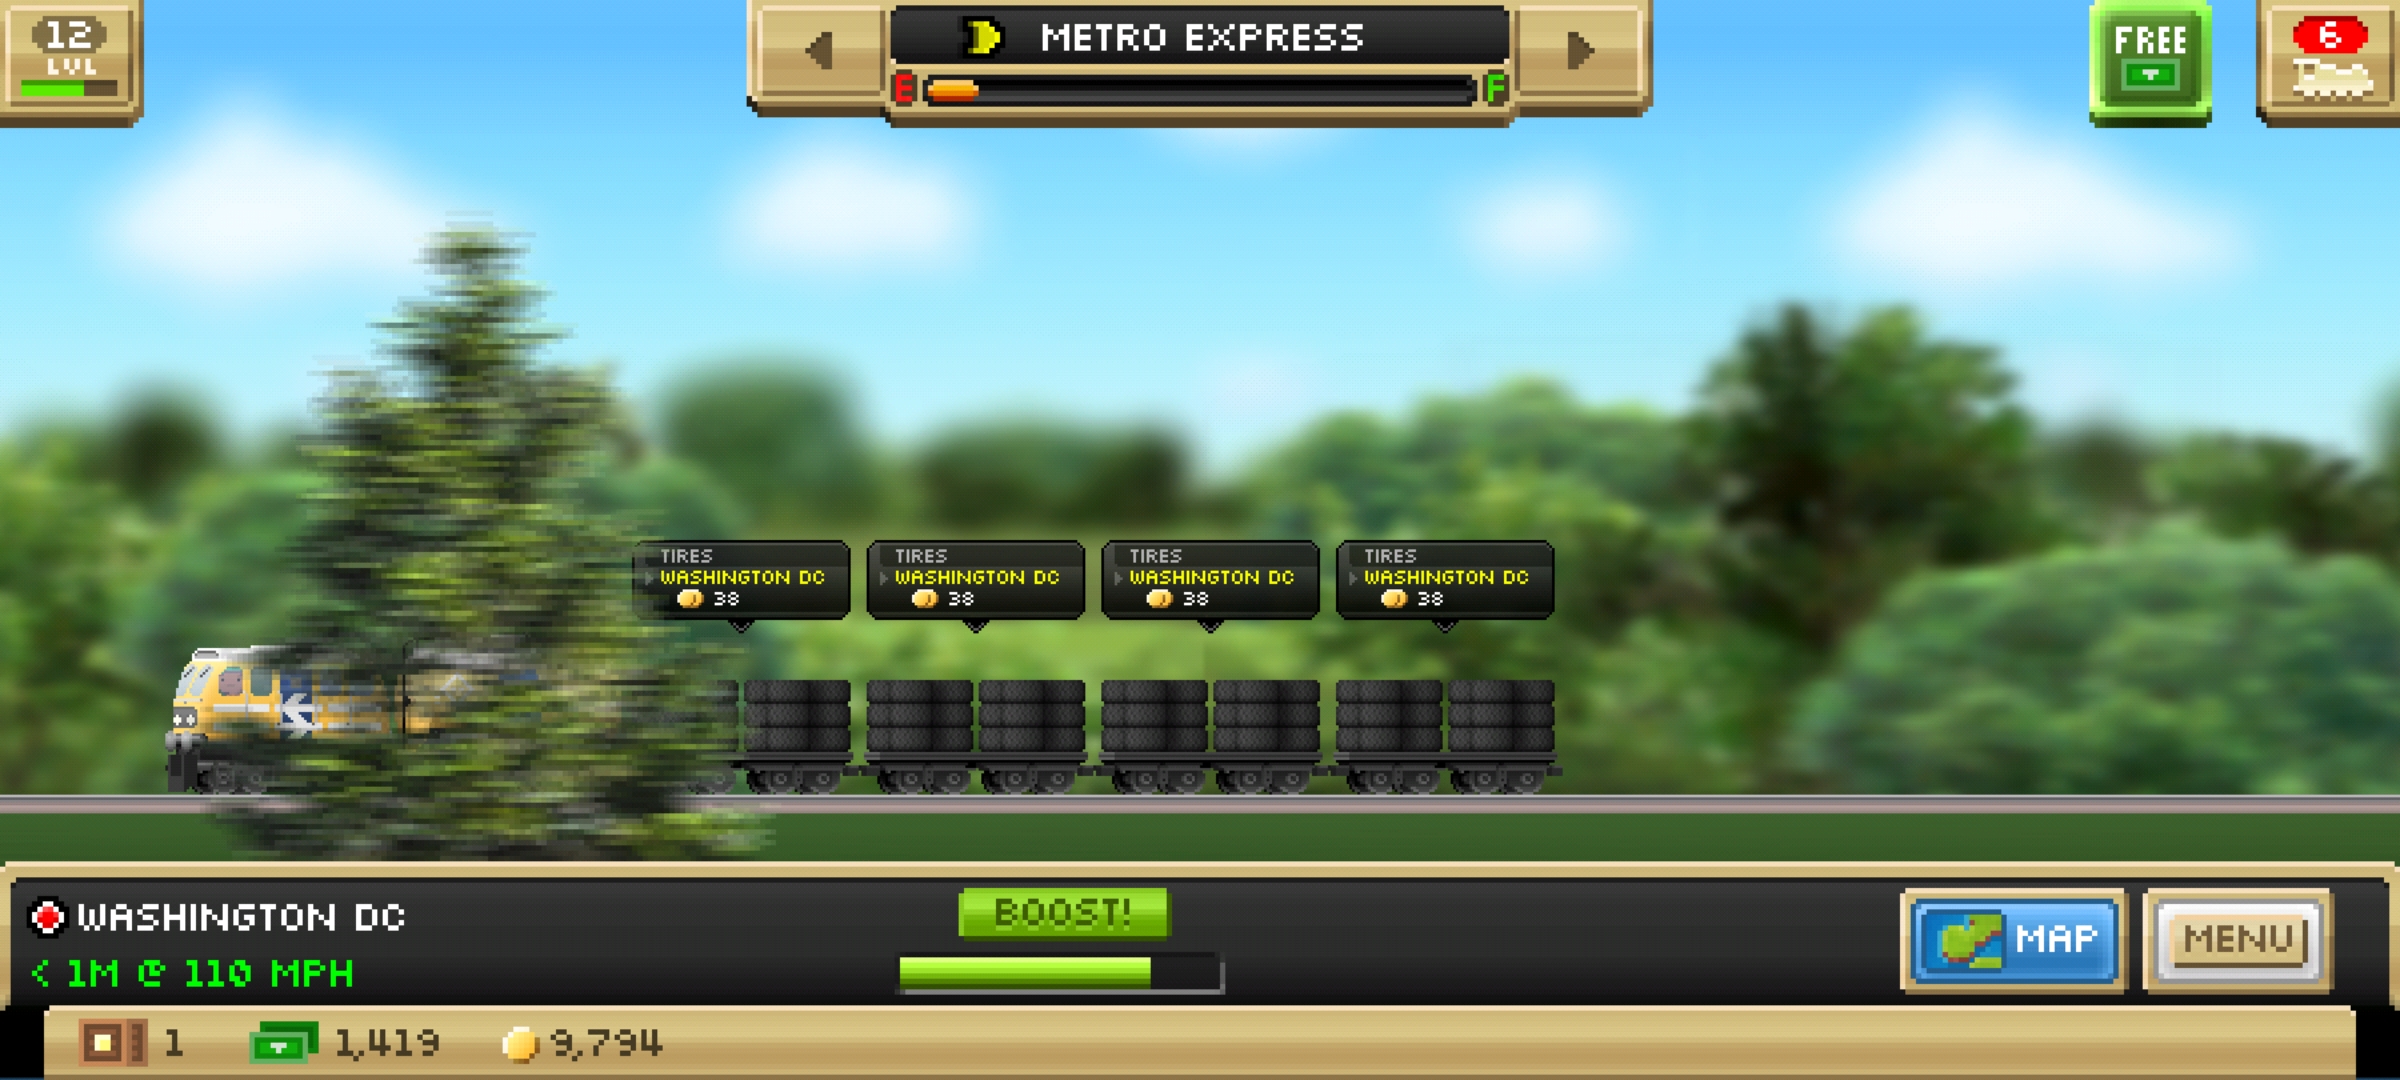 12
LVL
METRO EXPRESS
E F
FREE
6
TIRES
WASHINGTON DC
38
TIRES
WASHINGTON DC
38
TIRES
WASHINGTON DC
38
TIRES
WASHINGTON DC
38
WASHINGTON DC
< 1M @ 110 MPH
BOOST!
MAP
MENU
1 1,419 9,794